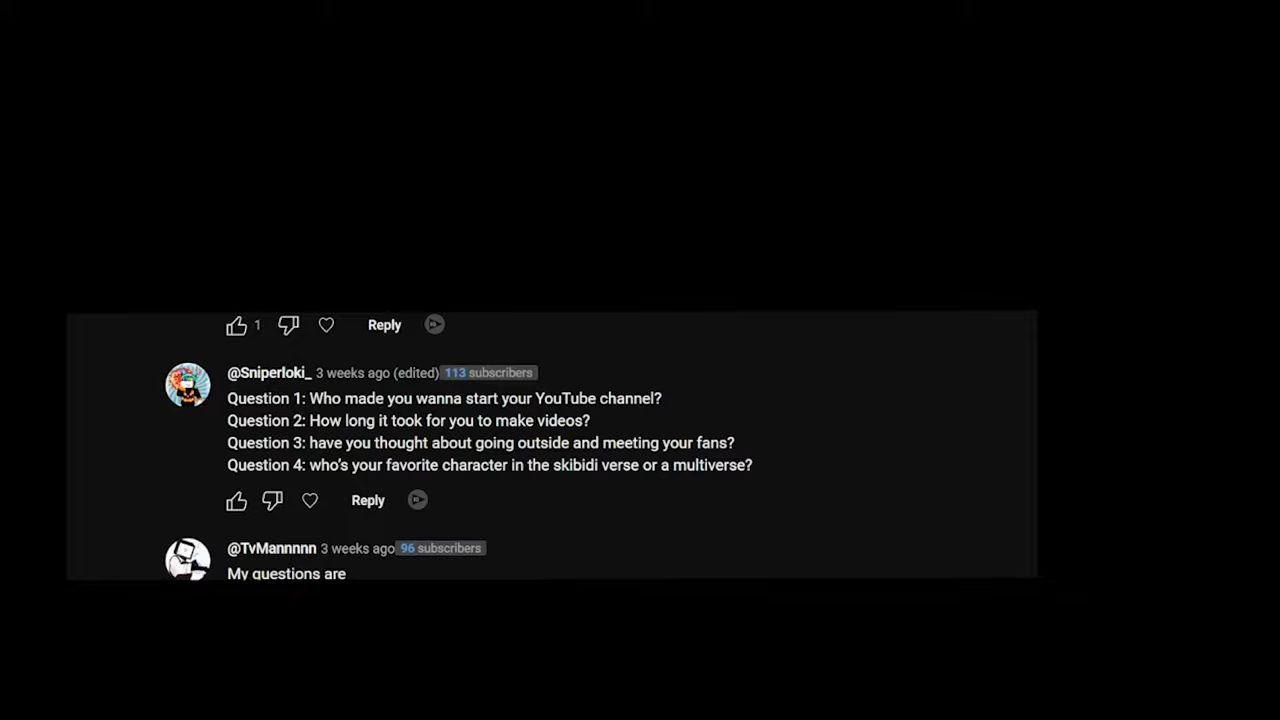 1 Reply
@Sniperloki_ 3 weeks ago (edited) 113 subscribers
Question 1: Who made you wanna start your YouTube channel?
Question 2: How long it took for you to make videos?
Question 3: have you thought about going outside and meeting your fans?
Question 4: who's your favorite character in the skibidi verse or a multiverse?
Reply
@TvMannnnn 3 weeks ago 96 subscribers
My questions are